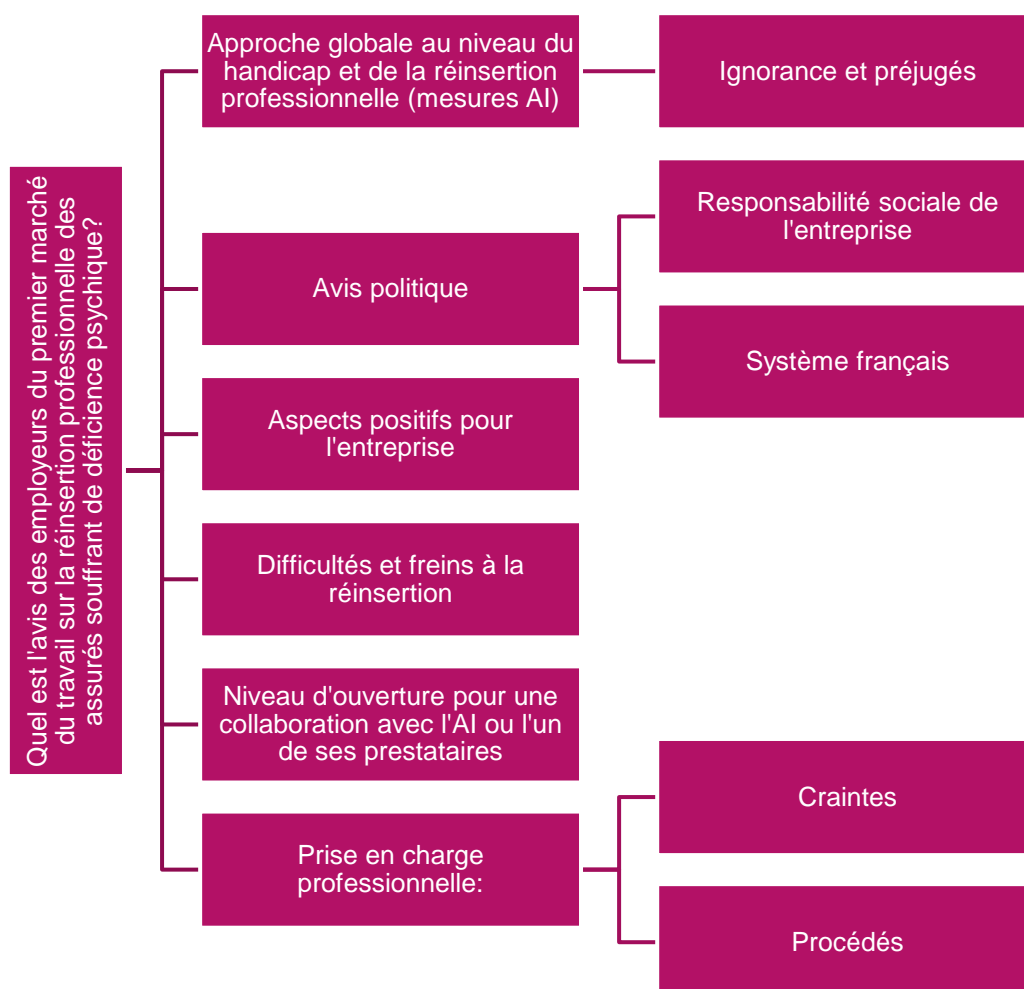 Quel est l'avis des employeurs du premier marché
du travail sur la réinsertion professionnelle des
assurés souffrant de déficience psychique?
Approche globale au niveau du
handicap et de la réinsertion
professionnelle (mesures AI)
Ignorance et préjugés
Avis politique
Responsabilité sociale de
l'entreprise
Système français
Aspects positifs pour
l'entreprise
Difficultés et freins à la
réinsertion
Niveau d'ouverture pour une
collaboration avec l'AI ou l'un
de ses prestataires
Prise en charge
professionnelle:
Craintes
Procédés